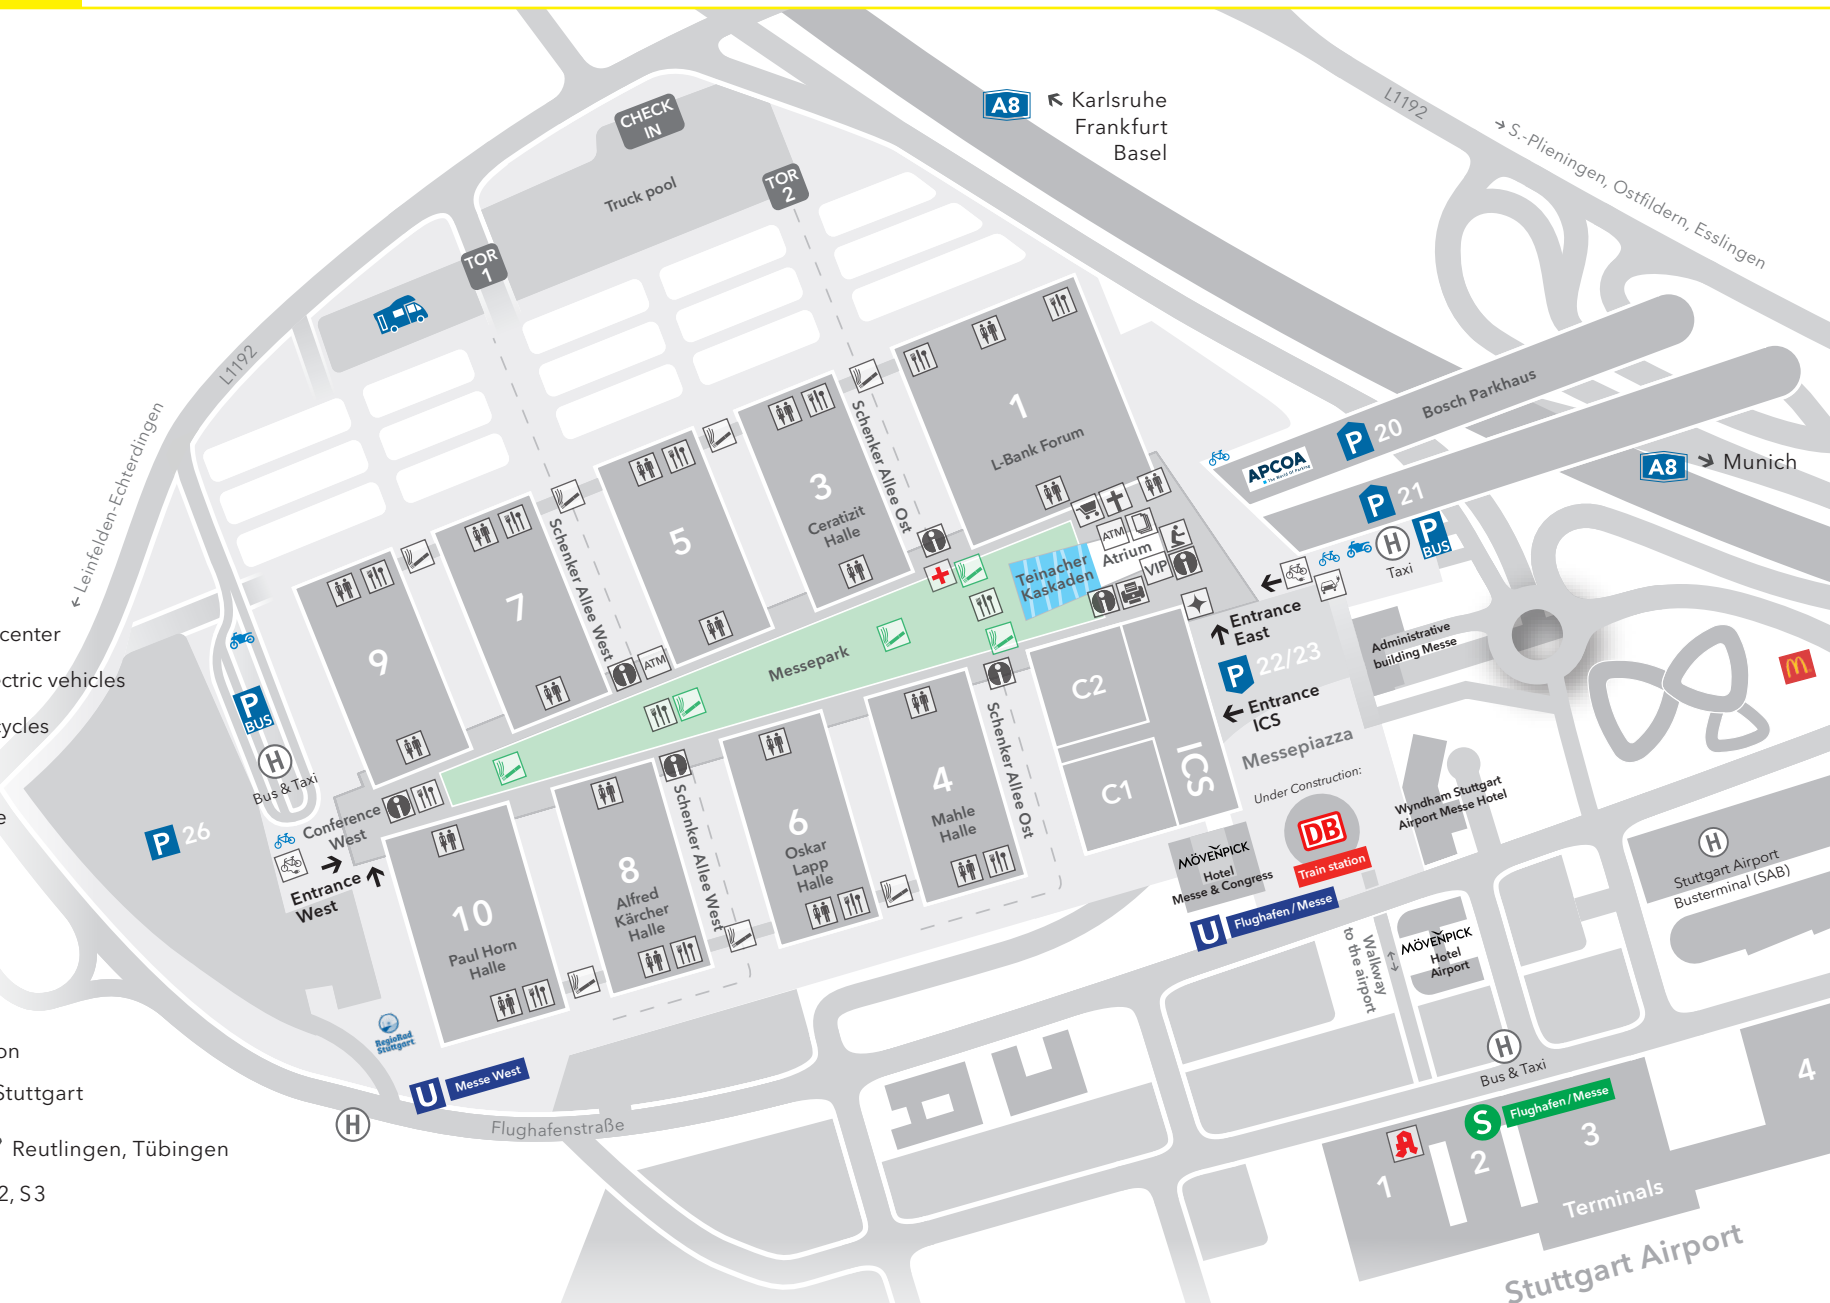 A8
Karlsruhe
Frankfurt
Basel
L1192
S.-Plieningen, Ostfildern, Esslingen
CHECK
IN
Truck pool
TOR
2
TOR
1
L1192
Leinfelden-Echterdingen
1
L-Bank Forum
Schenker Allee Ost
3
Ceratizit
Halle
5
Schenker Allee West
7
9
Bosch Parkhaus
P 20
APCOA
P 21
A8
Munich
P
BUS
H
Taxi
ATM
Atrium
VIP
Teinacher
Kaskaden
Entrance
East
P 22/23
Entrance
ICS
Messepiazza
Administrative
building Messe
Messepark
ATM
center
ectric vehicles
cycles
e
P
BUS
H
Bus & Taxi
P 26
Conference
West
Entrance
West
C2
C1
ICS
4
Mahle
Halle
Schenker Allee Ost
6
Oskar
Lapp
Halle
Schenker Allee West
8
Alfred
Kärcher
Halle
10
Paul Horn
Halle
Under Construction:
DB
Train station
Wyndham Stuttgart
Airport Messe Hotel
MÖVENPICK
Hotel
Messe & Congress
U Flughafen / Messe
H
Stuttgart Airport
Busterminal (SAB)
MÖVENPICK
Hotel
Airport
Walkway
to the airport
RegioRad
Stuttgart
U Messe West
H
Flughafenstraße
H
Bus & Taxi
S Flughafen / Messe
1
2
3
4
Terminals
Stuttgart Airport
on
Stuttgart
Reutlingen, Tübingen
2, S3